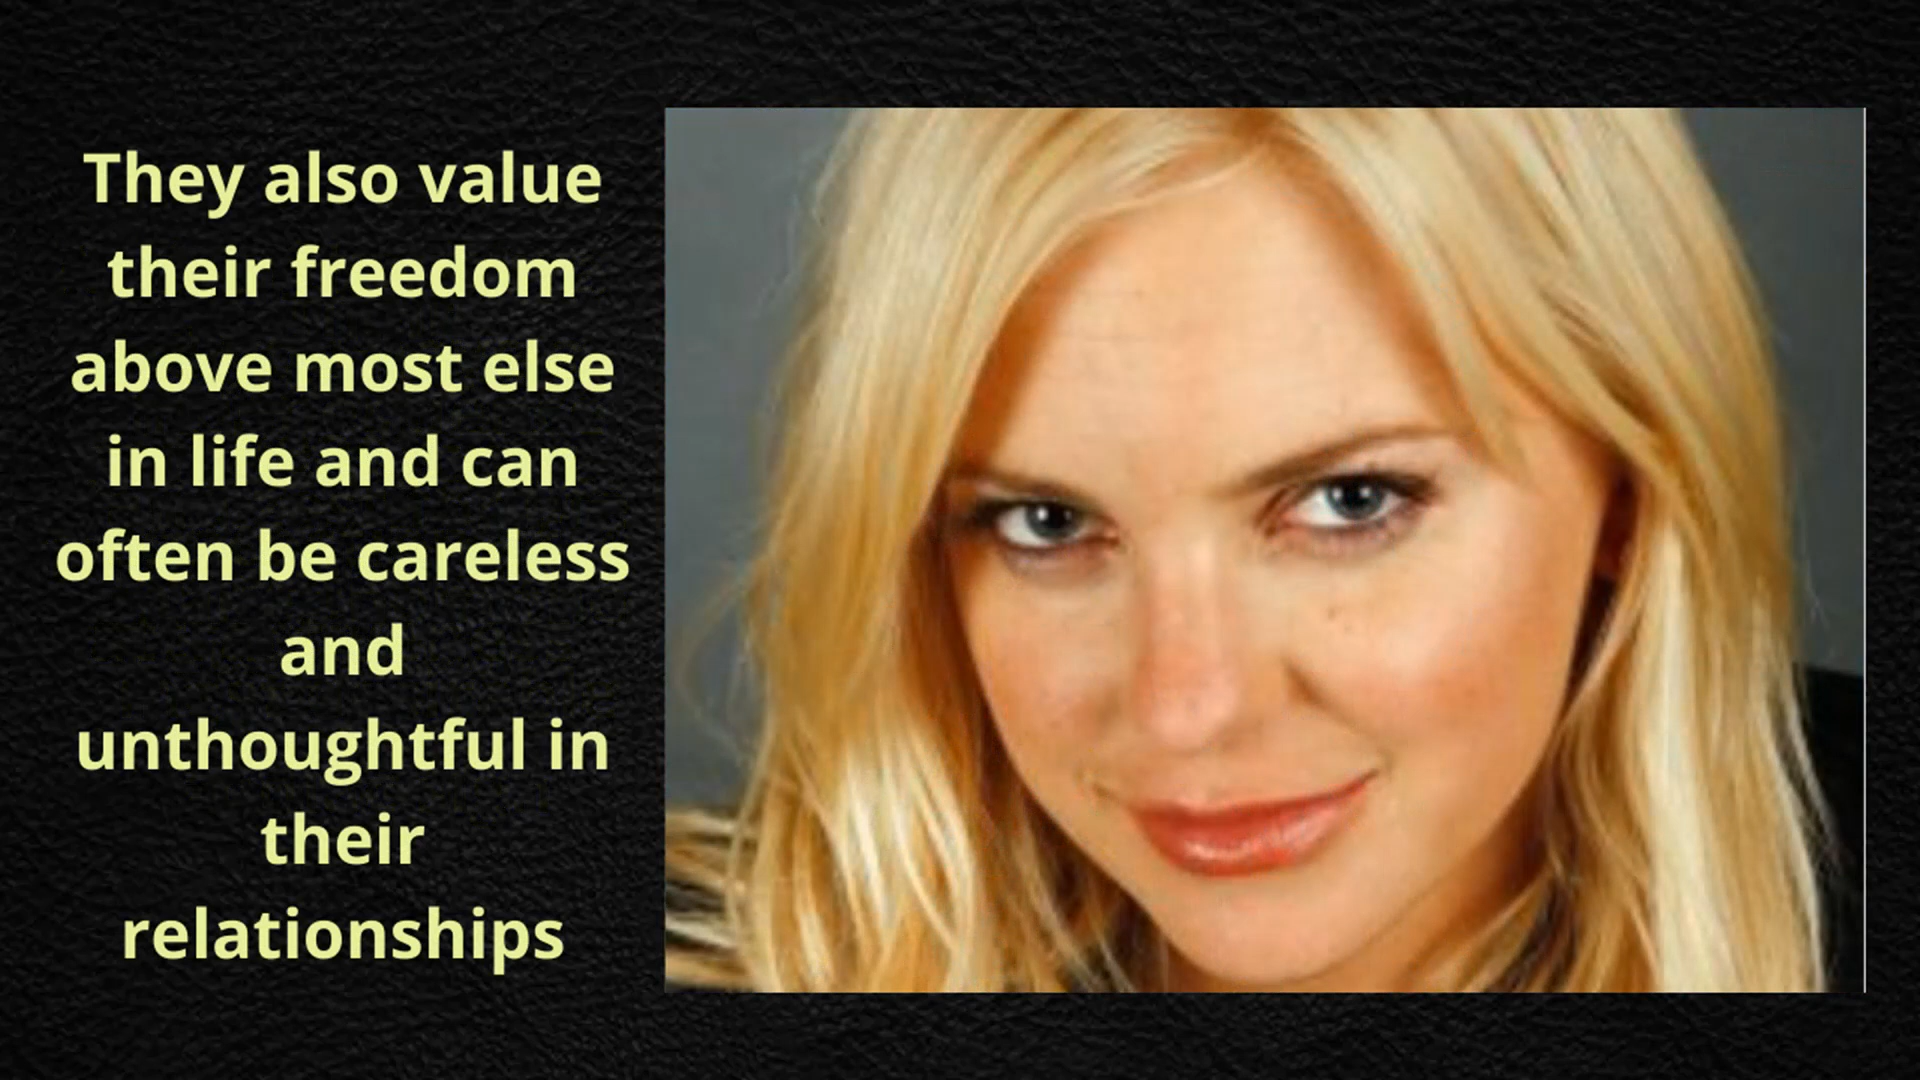 They also value
their freedom
above most else
in life and can
often be careless
and
unthoughtful in
their
relationships